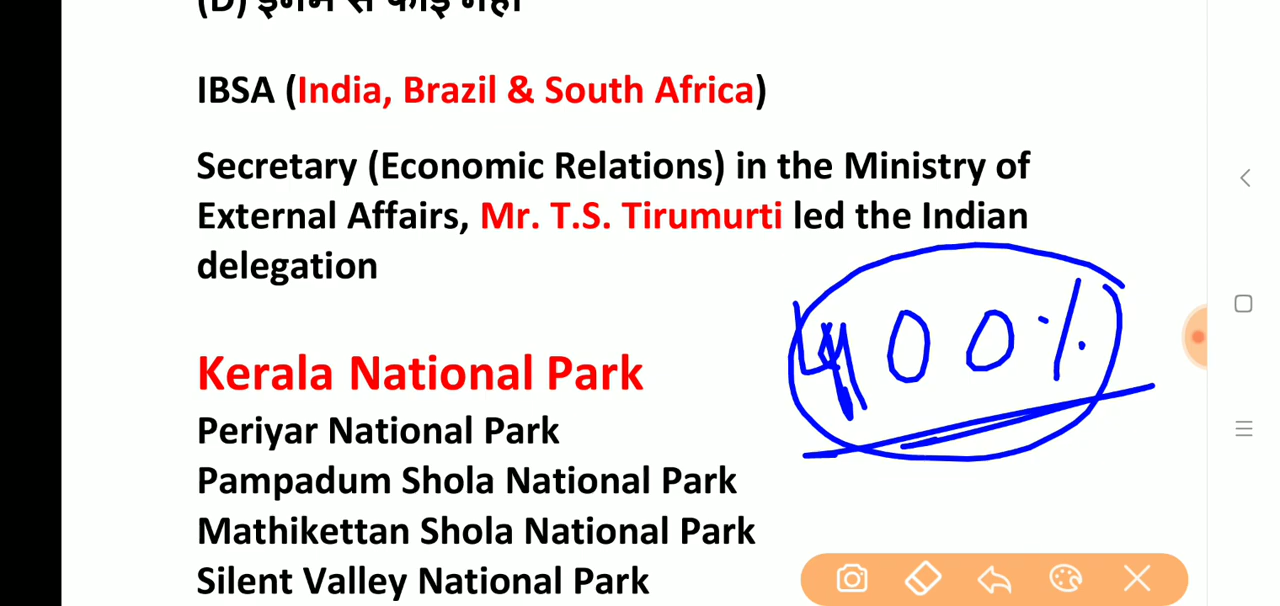 (D) इनमें से कोई नहीं
IBSA (India, Brazil & South Africa)
Secretary (Economic Relations) in the Ministry of
External Affairs, Mr. T.S. Tirumurti led the Indian
delegation
400%
Kerala National Park
Periyar National Park
Pampadum Shola National Park
Mathikettan Shola National Park
Silent Valley National Park